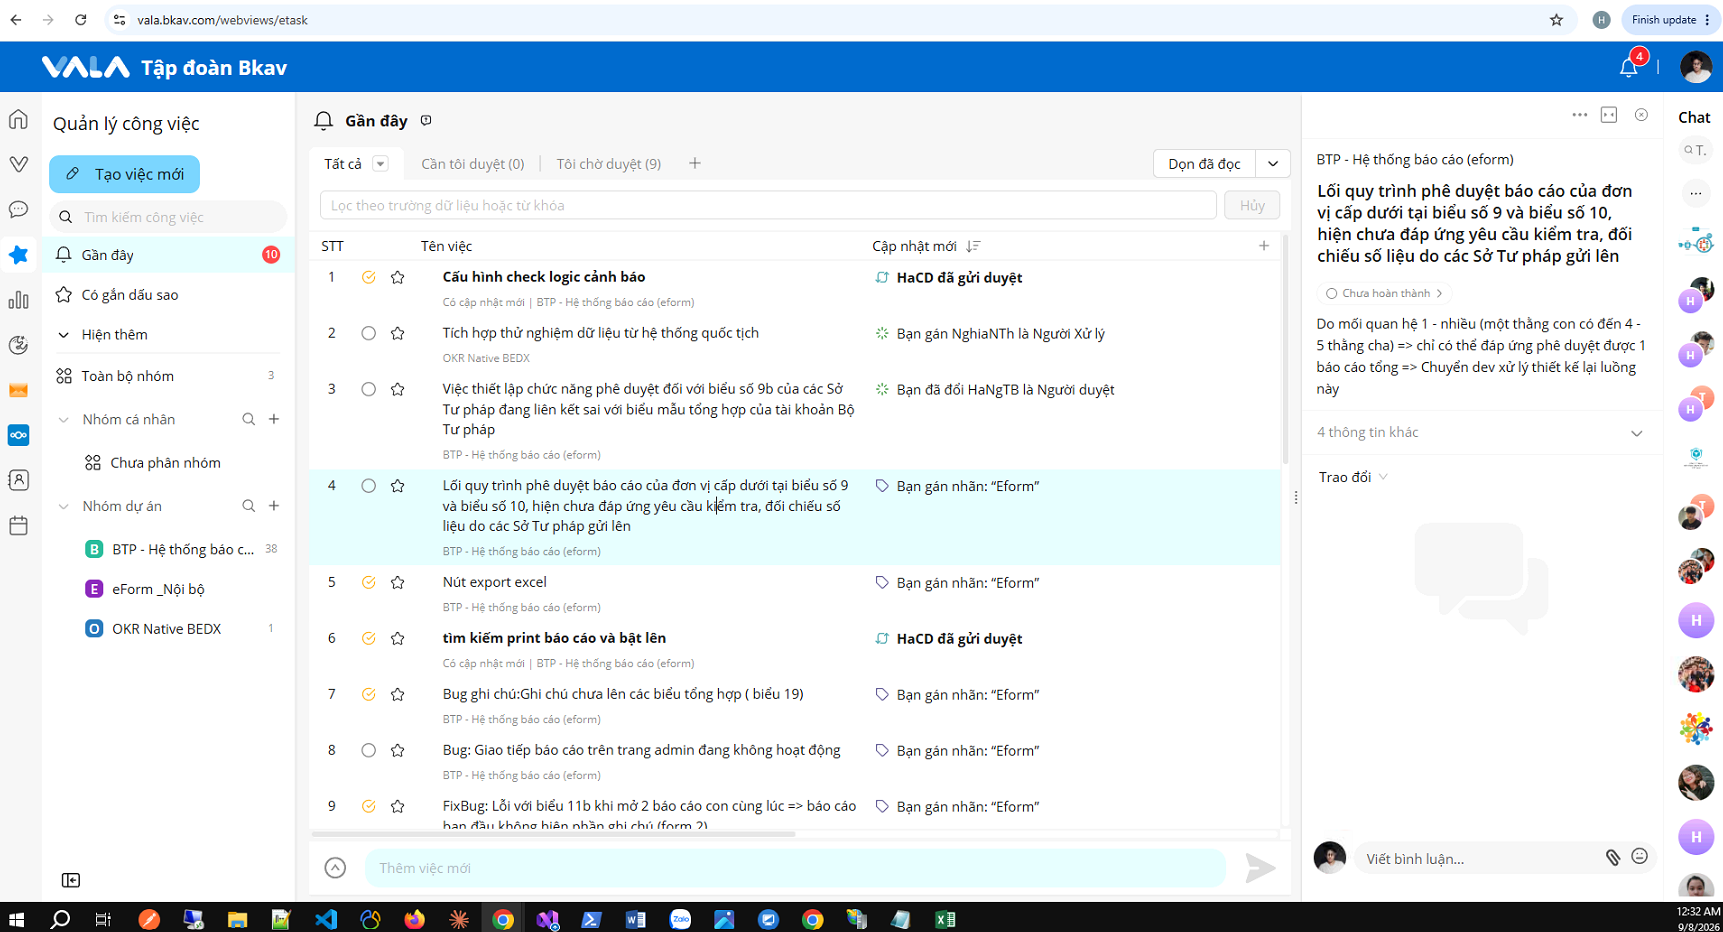 vala.bkav.com/webviews/etask
H
Finish update
VALA Tập đoàn Bkav
4
Quản lý công việc
Tạo việc mới
Tìm kiếm công việc
Gần đây
10
Có gắn dấu sao
Hiện thêm
Toàn bộ nhóm
3
Nhóm cá nhân
Chưa phân nhóm
Nhóm dự án
B BTP - Hệ thống báo c... 38
E eForm _Nội bộ
O OKR Native BEDX 1
Gần đây
Tất cả
Cần tôi duyệt (0)
Tôi chờ duyệt (9)
Dọn đã đọc
Lọc theo trường dữ liệu hoặc từ khóa
Hủy
STT Tên việc Cập nhật mới
1 Cấu hình check logic cảnh báo HaCD đã gửi duyệt
Có cập nhật mới | BTP - Hệ thống báo cáo (eform)
2 Tích hợp thử nghiệm dữ liệu từ hệ thống quốc tịch Bạn gán NghiaNTh là Người Xử lý
OKR Native BEDX
3 Việc thiết lập chức năng phê duyệt đối với biểu số 9b của các Sở Bạn đã đổi HaNgTB là Người duyệt
Tư pháp đang liên kết sai với biểu mẫu tổng hợp của tài khoản Bộ
Tư pháp
BTP - Hệ thống báo cáo (eform)
4 Lối quy trình phê duyệt báo cáo của đơn vị cấp dưới tại biểu số 9 Bạn gán nhãn: “Eform”
và biểu số 10, hiện chưa đáp ứng yêu cầu kiểm tra, đối chiếu số
liệu do các Sở Tư pháp gửi lên
BTP - Hệ thống báo cáo (eform)
5 Nút export excel Bạn gán nhãn: “Eform”
BTP - Hệ thống báo cáo (eform)
6 tìm kiếm print báo cáo và bật lên HaCD đã gửi duyệt
Có cập nhật mới | BTP - Hệ thống báo cáo (eform)
7 Bug ghi chú:Ghi chú chưa lên các biểu tổng hợp ( biểu 19) Bạn gán nhãn: “Eform”
BTP - Hệ thống báo cáo (eform)
8 Bug: Giao tiếp báo cáo trên trang admin đang không hoạt động Bạn gán nhãn: “Eform”
BTP - Hệ thống báo cáo (eform)
9 FixBug: Lỗi với biểu 11b khi mở 2 báo cáo con cùng lúc => báo cáo Bạn gán nhãn: “Eform”
ban đầu không hiện phần ghi chú (form 2)
Thêm việc mới
BTP - Hệ thống báo cáo (eform)
Lối quy trình phê duyệt báo cáo của đơn
vị cấp dưới tại biểu số 9 và biểu số 10,
hiện chưa đáp ứng yêu cầu kiểm tra, đối
chiếu số liệu do các Sở Tư pháp gửi lên
Chưa hoàn thành
Do mối quan hệ 1 - nhiều (một thằng con có đến 4 -
5 thằng cha) => chỉ có thể đáp ứng phê duyệt được 1
báo cáo tổng => Chuyển dev xử lý thiết kế lại luồng
này
4 thông tin khác
Trao đổi
Viết bình luận...
Chat
T.
H
H
T
H
T
H
H
Zalo
12:32 AM
9/8/2026